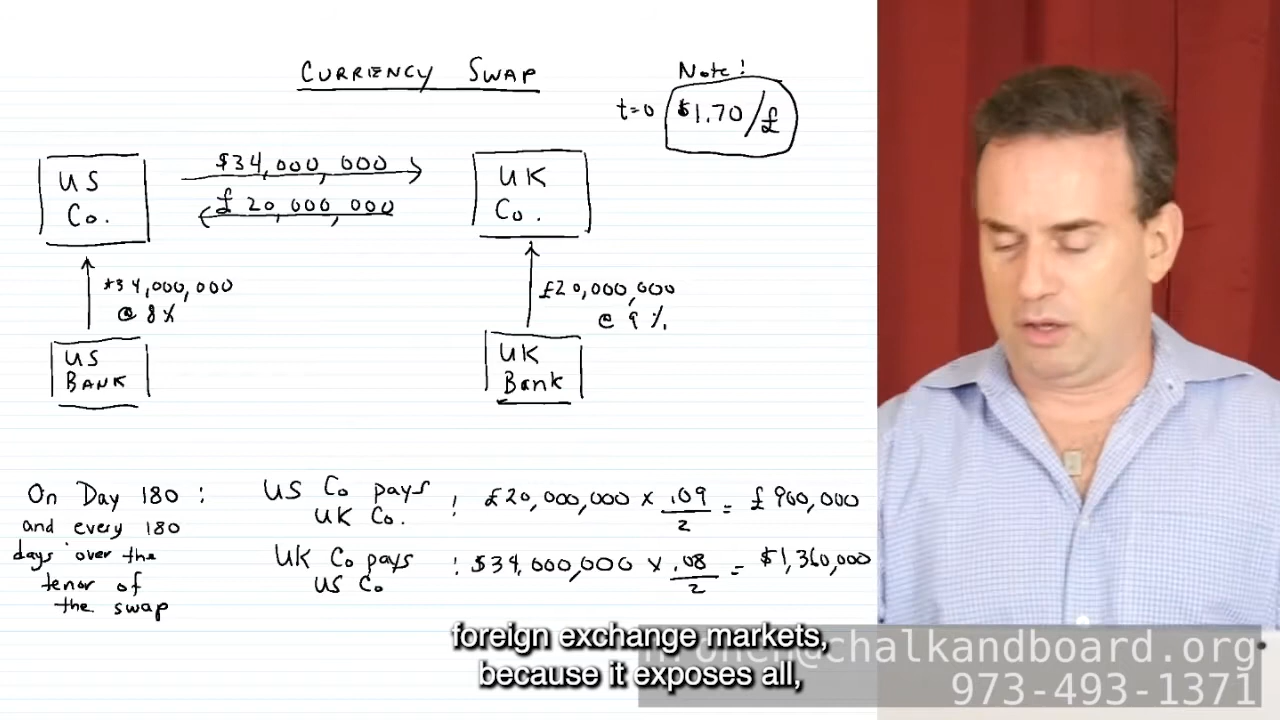 CURRENCY SWAP
Note!
t=0
$1.70/£
US
Co.
$34,000,000
£20,000,000
UK
Co.
$34,000,000
@ 8%
£20,000,000
@ 9%
US
BANK
UK
Bank
On Day 180 :
and every 180
days over the
tenor of
the swap
US Co pays
UK Co.
: £20,000,000 × .09/2 = £900,000
UK Co pays
US Co
: $34,000,000 × .08/2 = $1,360,000
foreign exchange markets,
because it exposes all,
@chalkandboard.org
973-493-1371